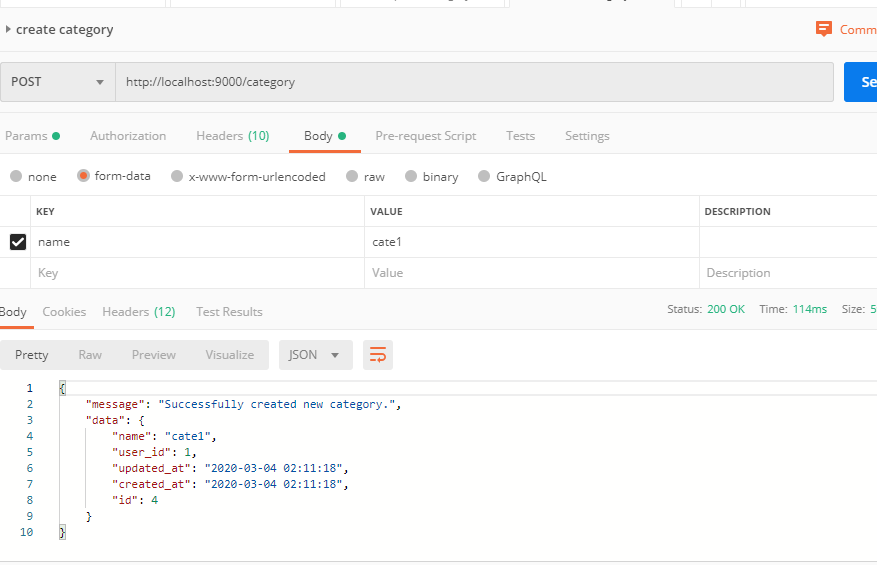 create category
Comm
POST http://localhost:9000/category Se
Params Authorization Headers (10) Body Pre-request Script Tests Settings
none form-data x-www-form-urlencoded raw binary GraphQL
KEY VALUE DESCRIPTION
name cate1
Key Value Description
Body Cookies Headers (12) Test Results Status: 200 OK Time: 114ms Size: 5
Pretty Raw Preview Visualize JSON
1 {
2 "message": "Successfully created new category.",
3 "data": {
4 "name": "cate1",
5 "user_id": 1,
6 "updated_at": "2020-03-04 02:11:18",
7 "created_at": "2020-03-04 02:11:18",
8 "id": 4
9 }
10 }